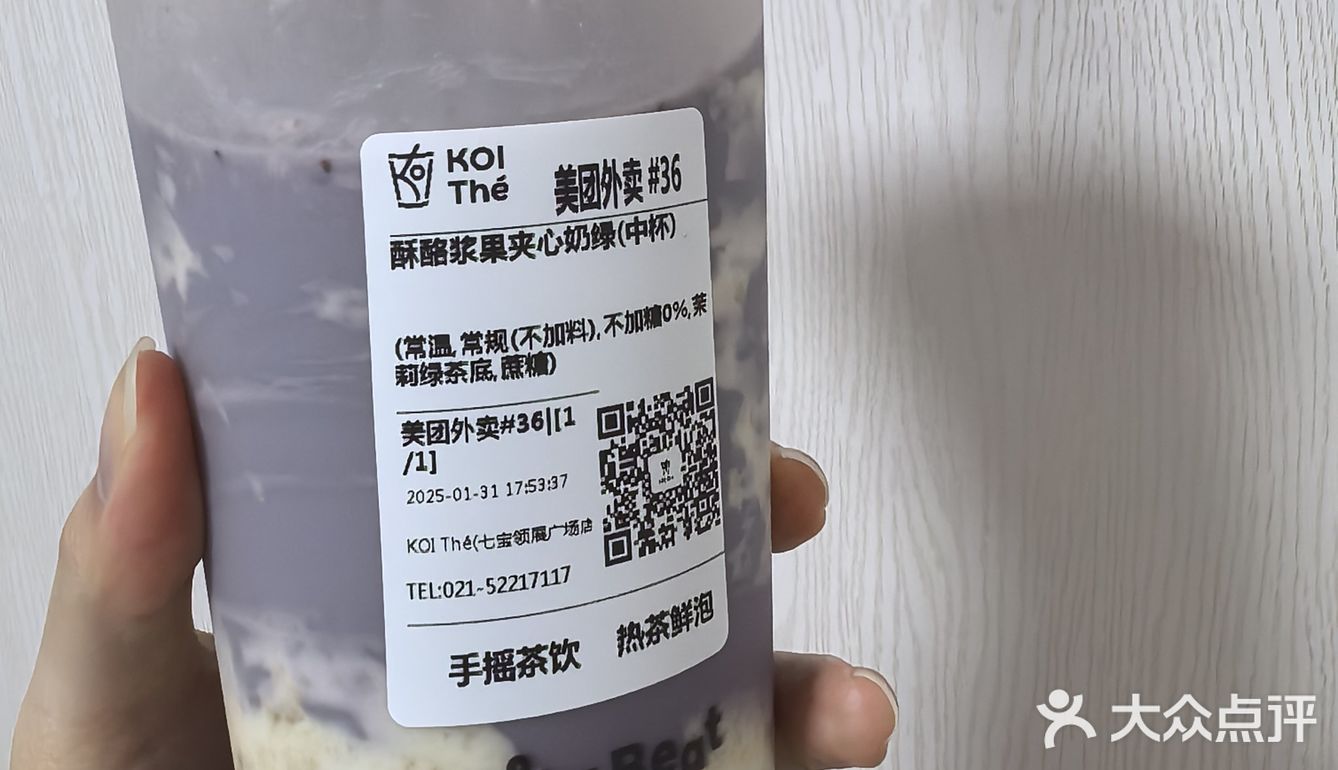 KOI
Thé
美团外卖 #36
酥酪浆果夹心奶绿(中杯)
(常温,常规(不加料),不加糖0%,茉
莉绿茶底,蔗糖)
美团外卖#36|[1
/1]
2025-01-31 17:53:37
KOI Thé(七宝领展广场店
TEL:021-52217117
手摇茶饮 热茶鲜泡
Beat
大众点评